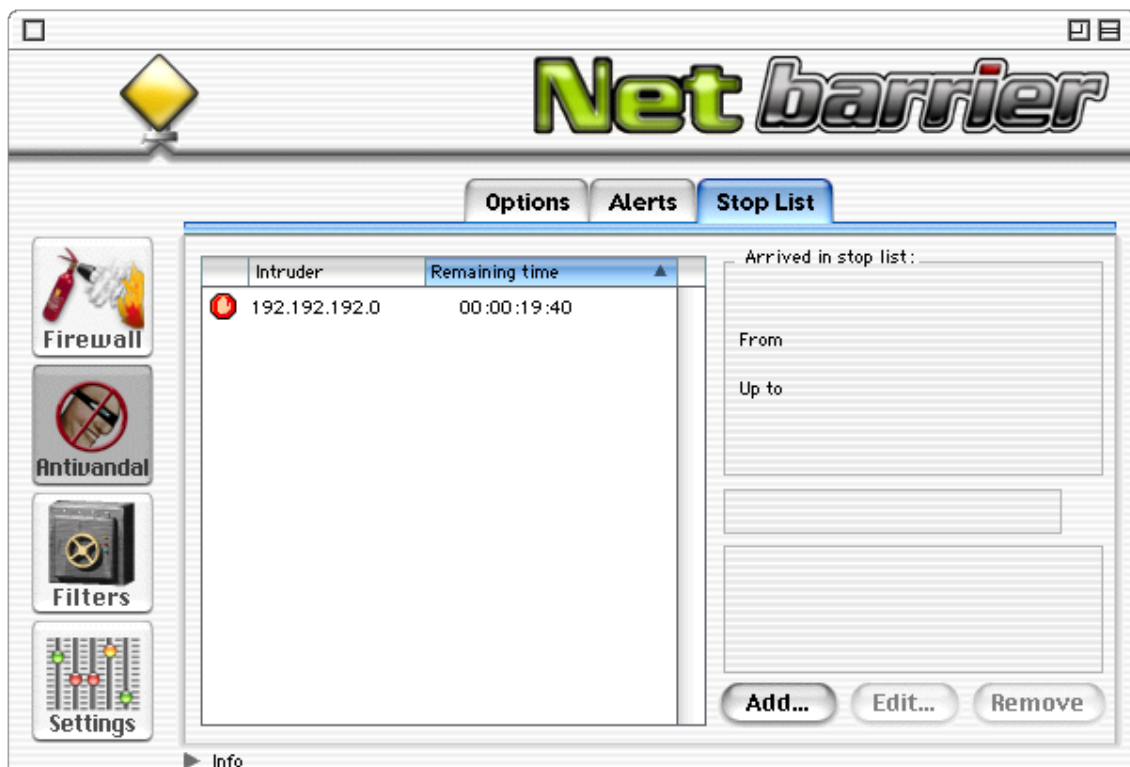 Net barrier
Options Alerts Stop List
Firewall
Antivandal
Filters
Settings
Intruder Remaining time
192.192.192.0 00:00:19:40
Arrived in stop list:
From
Up to
Add... Edit... Remove
Info